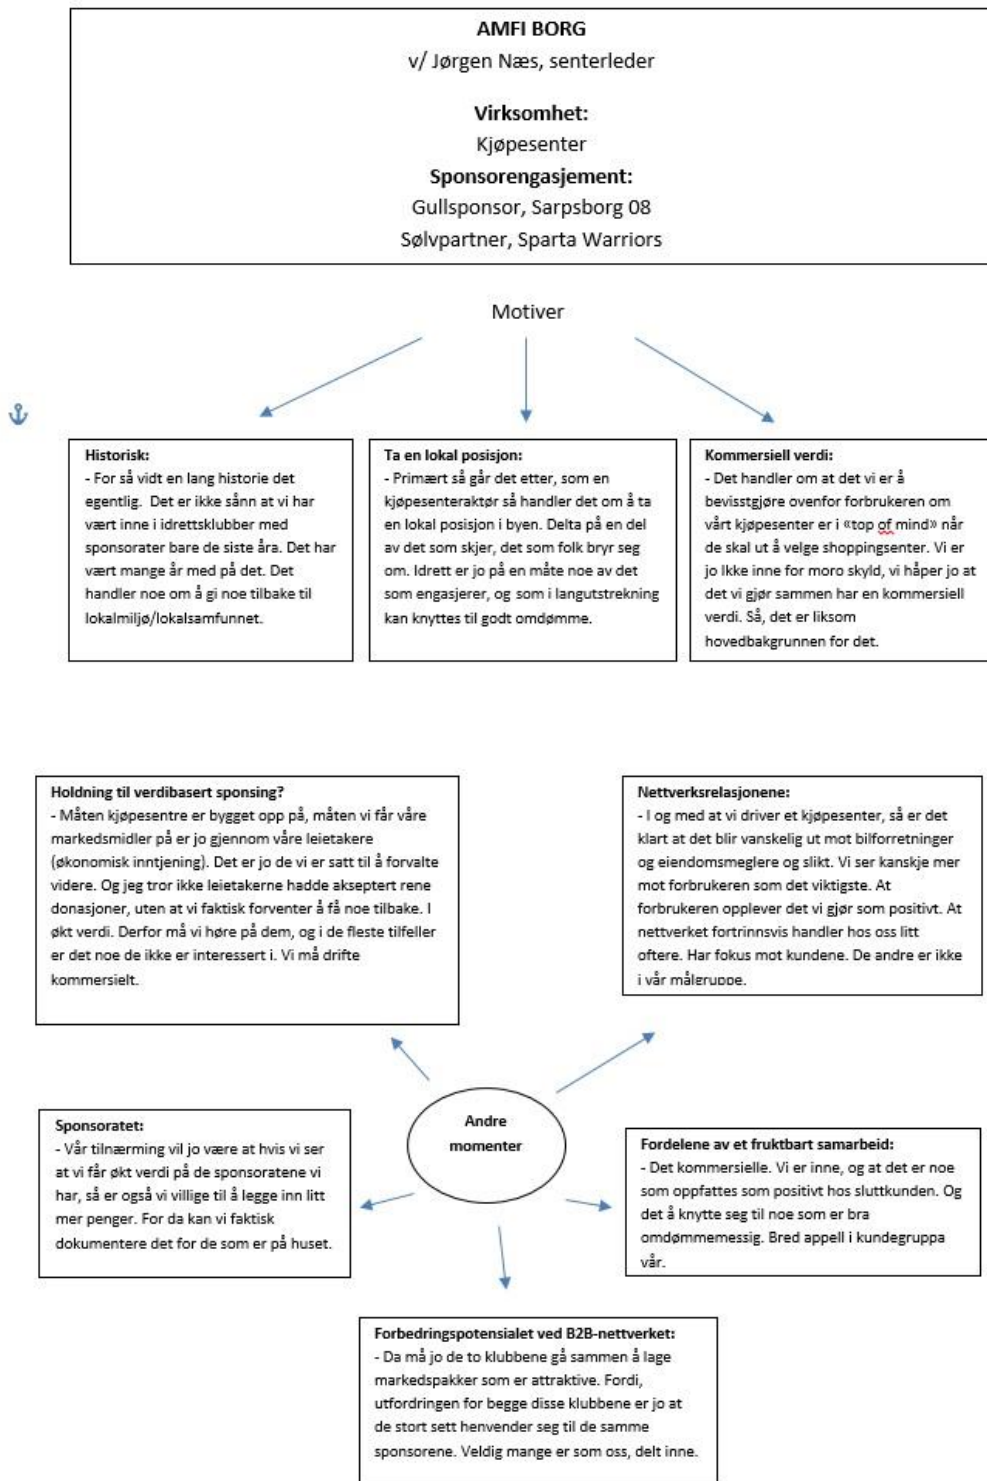 AMFI BORG
v/ Jørgen Næs, senterleder
Virksomhet:
Kjøpesenter
Sponsorengasjement:
Gullsponsor, Sarpsborg 08
Sølvpartner, Sparta Warriors
Motiver
Historisk:
- For så vidt en lang historie det
egentlig. Det er ikke sånn at vi har
vært inne i idrettsklubber med
sponsorater bare de siste åra. Det har
vært mange år med på det. Det
handler noe om å gi noe tilbake til
lokalmiljø/lokalsamfunnet.
Ta en lokal posisjon:
- Primært så går det etter, som en
kjøpesenteraktør så handler det om å ta
en lokal posisjon i byen. Delta på en del
av det som skjer, det som folk bryr seg
om. Idrett er jo på en måte noe av det
som engasjerer, og som i langutstrekning
kan knyttes til godt omdømme.
Kommersiell verdi:
- Det handler om at det vi er å
bevisstgjøre ovenfor forbrukeren om
vårt kjøpesenter er i «top of mind» når
de skal ut å velge shoppingsenter. Vi er
jo Ikke inne for moro skyld, vi håper jo at
det vi gjør sammen har en kommersiell
verdi. Så, det er liksom
hovedbakgrunnen for det.
Holdning til verdibasert sponsing?
- Måten kjøpesentre er bygget opp på, måten vi får våre
markedsmidler på er jo gjennom våre leietakere
(økonomisk inntjening). Det er jo de vi er satt til å forvalte
videre. Og jeg tror ikke leietakerne hadde akseptert rene
donasjoner, uten at vi faktisk forventer å få noe tilbake. I
økt verdi. Derfor må vi høre på dem, og i de fleste tilfeller
er det noe de ikke er interessert i. Vi må drifte
kommersielt.
Nettverksrelasjonene:
- I og med at vi driver et kjøpesenter, så er det
klart at det blir vanskelig ut mot bilforretninger
og eiendomsmeglere og slikt. Vi ser kanskje mer
mot forbrukeren som det viktigste. At
forbrukeren opplever det vi gjør som positivt. At
nettverket fortrinnsvis handler hos oss litt
oftere. Har fokus mot kundene. De andre er ikke
i vår målgruppe.
Andre
momenter
Sponsoratet:
- Vår tilnærming vil jo være at hvis vi ser
at vi får økt verdi på de sponsoratene vi
har, så er også vi villige til å legge inn litt
mer penger. For da kan vi faktisk
dokumentere det for de som er på huset.
Fordelene av et fruktbart samarbeid:
- Det kommersielle. Vi er inne, og at det er noe
som oppfattes som positivt hos sluttkunden. Og
det å knytte seg til noe som er bra
omdømmemessig. Bred appell i kundegruppa
vår.
Forbedringspotensialet ved B2B-nettverket:
- Da må jo de to klubbene gå sammen å lage
markedspakker som er attraktive. Fordi,
utfordringen for begge disse klubbene er jo at
de stort sett henvender seg til de samme
sponsorene. Veldig mange er som oss, delt inne.